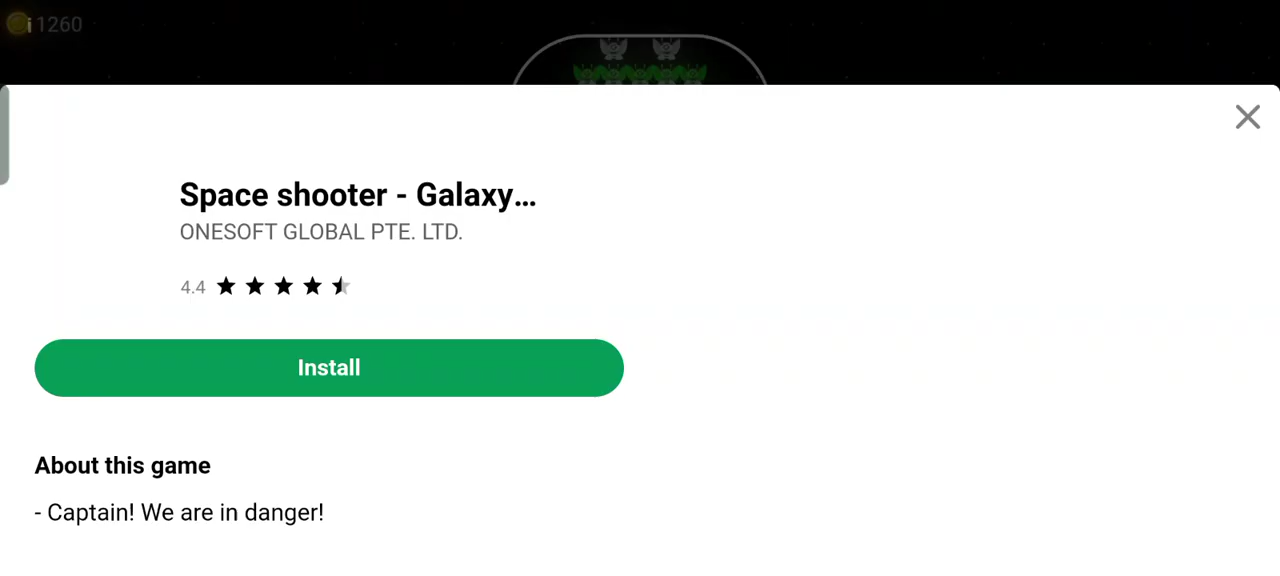 1260
Space shooter - Galaxy...
ONESOFT GLOBAL PTE. LTD.
4.4
Install
About this game
- Captain! We are in danger!